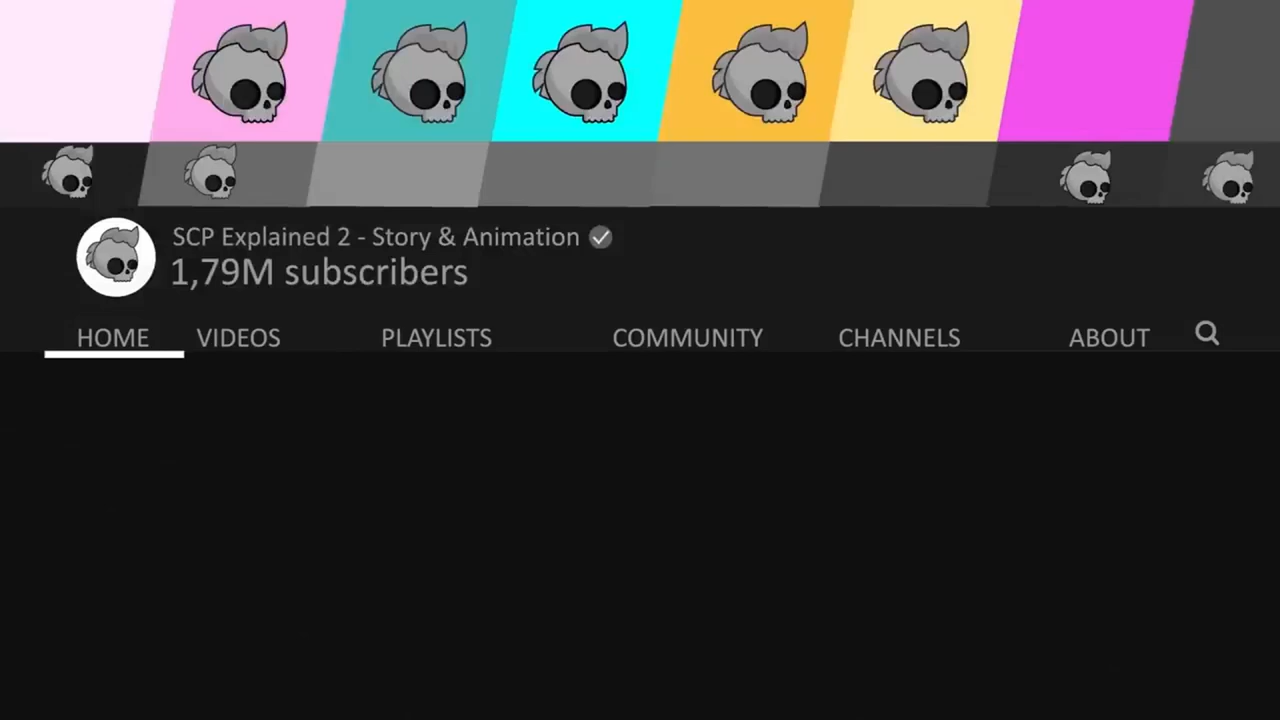 SCP Explained 2 - Story & Animation
1,79M subscribers
HOME VIDEOS PLAYLISTS COMMUNITY CHANNELS ABOUT